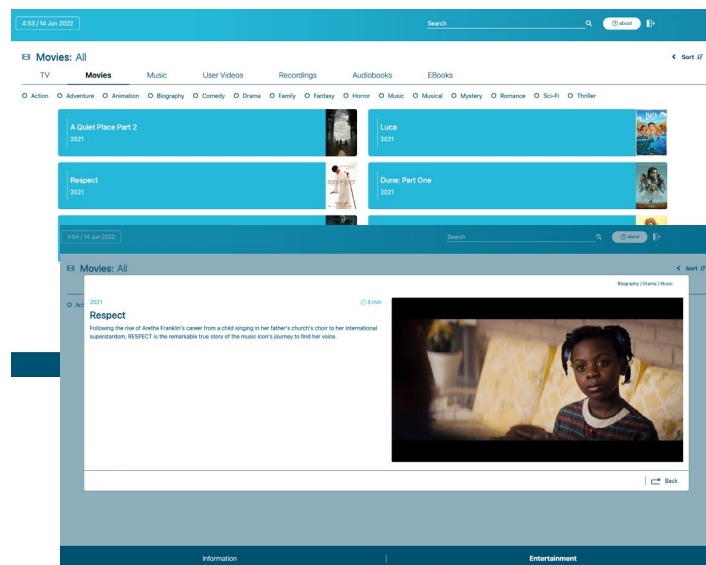 4:53 / 14 Jun 2022
Search
about
Movies: All
Sort
TV Movies Music User Videos Recordings Audiobooks EBooks
Action Adventure Animation Biography Comedy Drama Family Fantasy Horror Music Musical Mystery Romance Sci-Fi Thriller
A Quiet Place Part 2
2021
Luca
2021
LUCA
Respect
2021
RESPECT
Dune: Part One
2021
4:54 / 14 Jun 2022
Search
about
Movies: All
Sort
Act
Biography / Drama / Music
2021
8 min
Respect
Following the rise of Aretha Franklin's career from a child singing in her father's church's choir to her international
superstardom, RESPECT is the remarkable true story of the music icon's journey to find her voice.
Back
Information
Entertainment